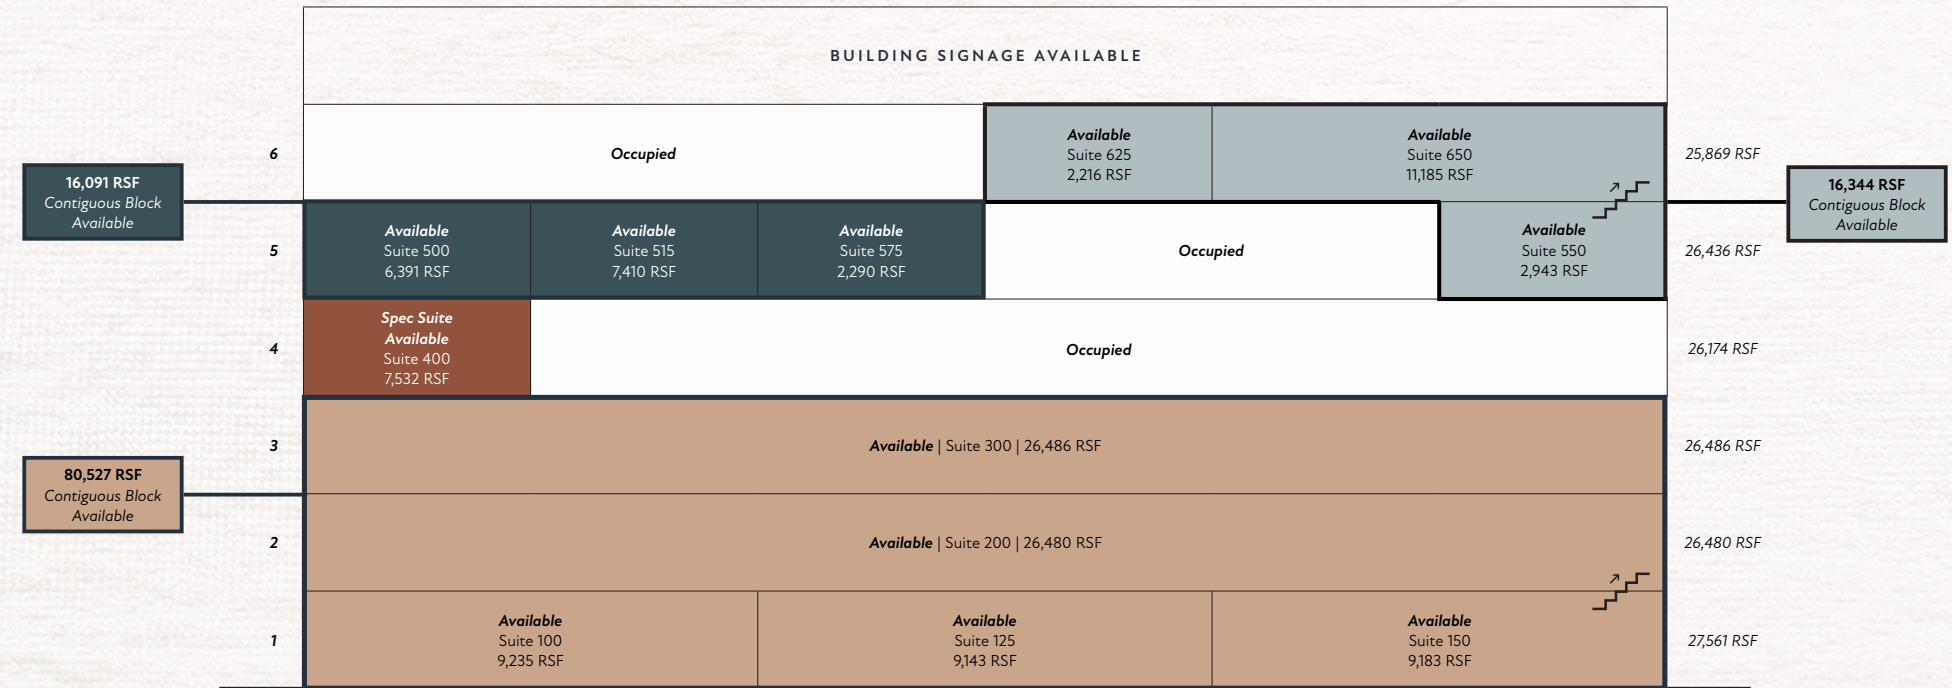 BUILDING SIGNAGE AVAILABLE
6
Occupied
Available
Suite 625
2,216 RSF
Available
Suite 650
11,185 RSF
25,869 RSF
16,091 RSF
Contiguous Block
Available
16,344 RSF
Contiguous Block
Available
5
Available
Suite 500
6,391 RSF
Available
Suite 515
7,410 RSF
Available
Suite 575
2,290 RSF
Occupied
Available
Suite 550
2,943 RSF
26,436 RSF
4
Spec Suite
Available
Suite 400
7,532 RSF
Occupied
26,174 RSF
3
Available | Suite 300 | 26,486 RSF
26,486 RSF
80,527 RSF
Contiguous Block
Available
2
Available | Suite 200 | 26,480 RSF
26,480 RSF
1
Available
Suite 100
9,235 RSF
Available
Suite 125
9,143 RSF
Available
Suite 150
9,183 RSF
27,561 RSF